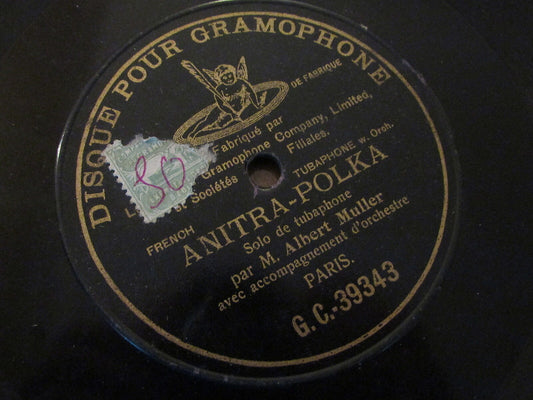 DISQUE POUR GRAMOPHONE
DE FABRIQUE
Fabriqué par
Gramophone Company, Limited,
Sociétés Filiales.
80
FRENCH
TUBAPHONE w. Orch.
ANITRA-POLKA
Solo de tubaphone
par M. Albert Muller
avec accompagnement d'orchestre
PARIS.
G.C.-39343